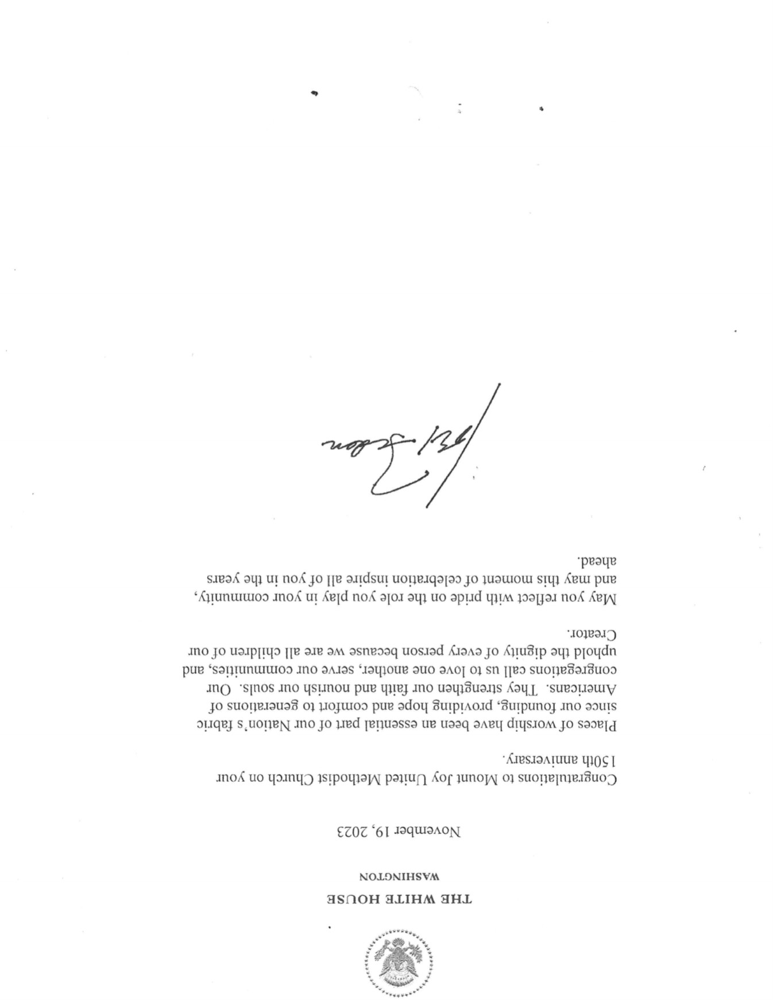 THE WHITE HOUSE
WASHINGTON
November 19, 2023
Congratulations to Mount Joy United Methodist Church on your
150th anniversary.
Places of worship have been an essential part of our Nation's fabric
since our founding, providing hope and comfort to generations of
Americans. They strengthen our faith and nourish our souls. Our
congregations call us to love one another, serve our communities, and
uphold the dignity of every person because we are all children of our
Creator.
May you reflect with pride on the role you play in your community,
and may this moment of celebration inspire all of you in the years
ahead.